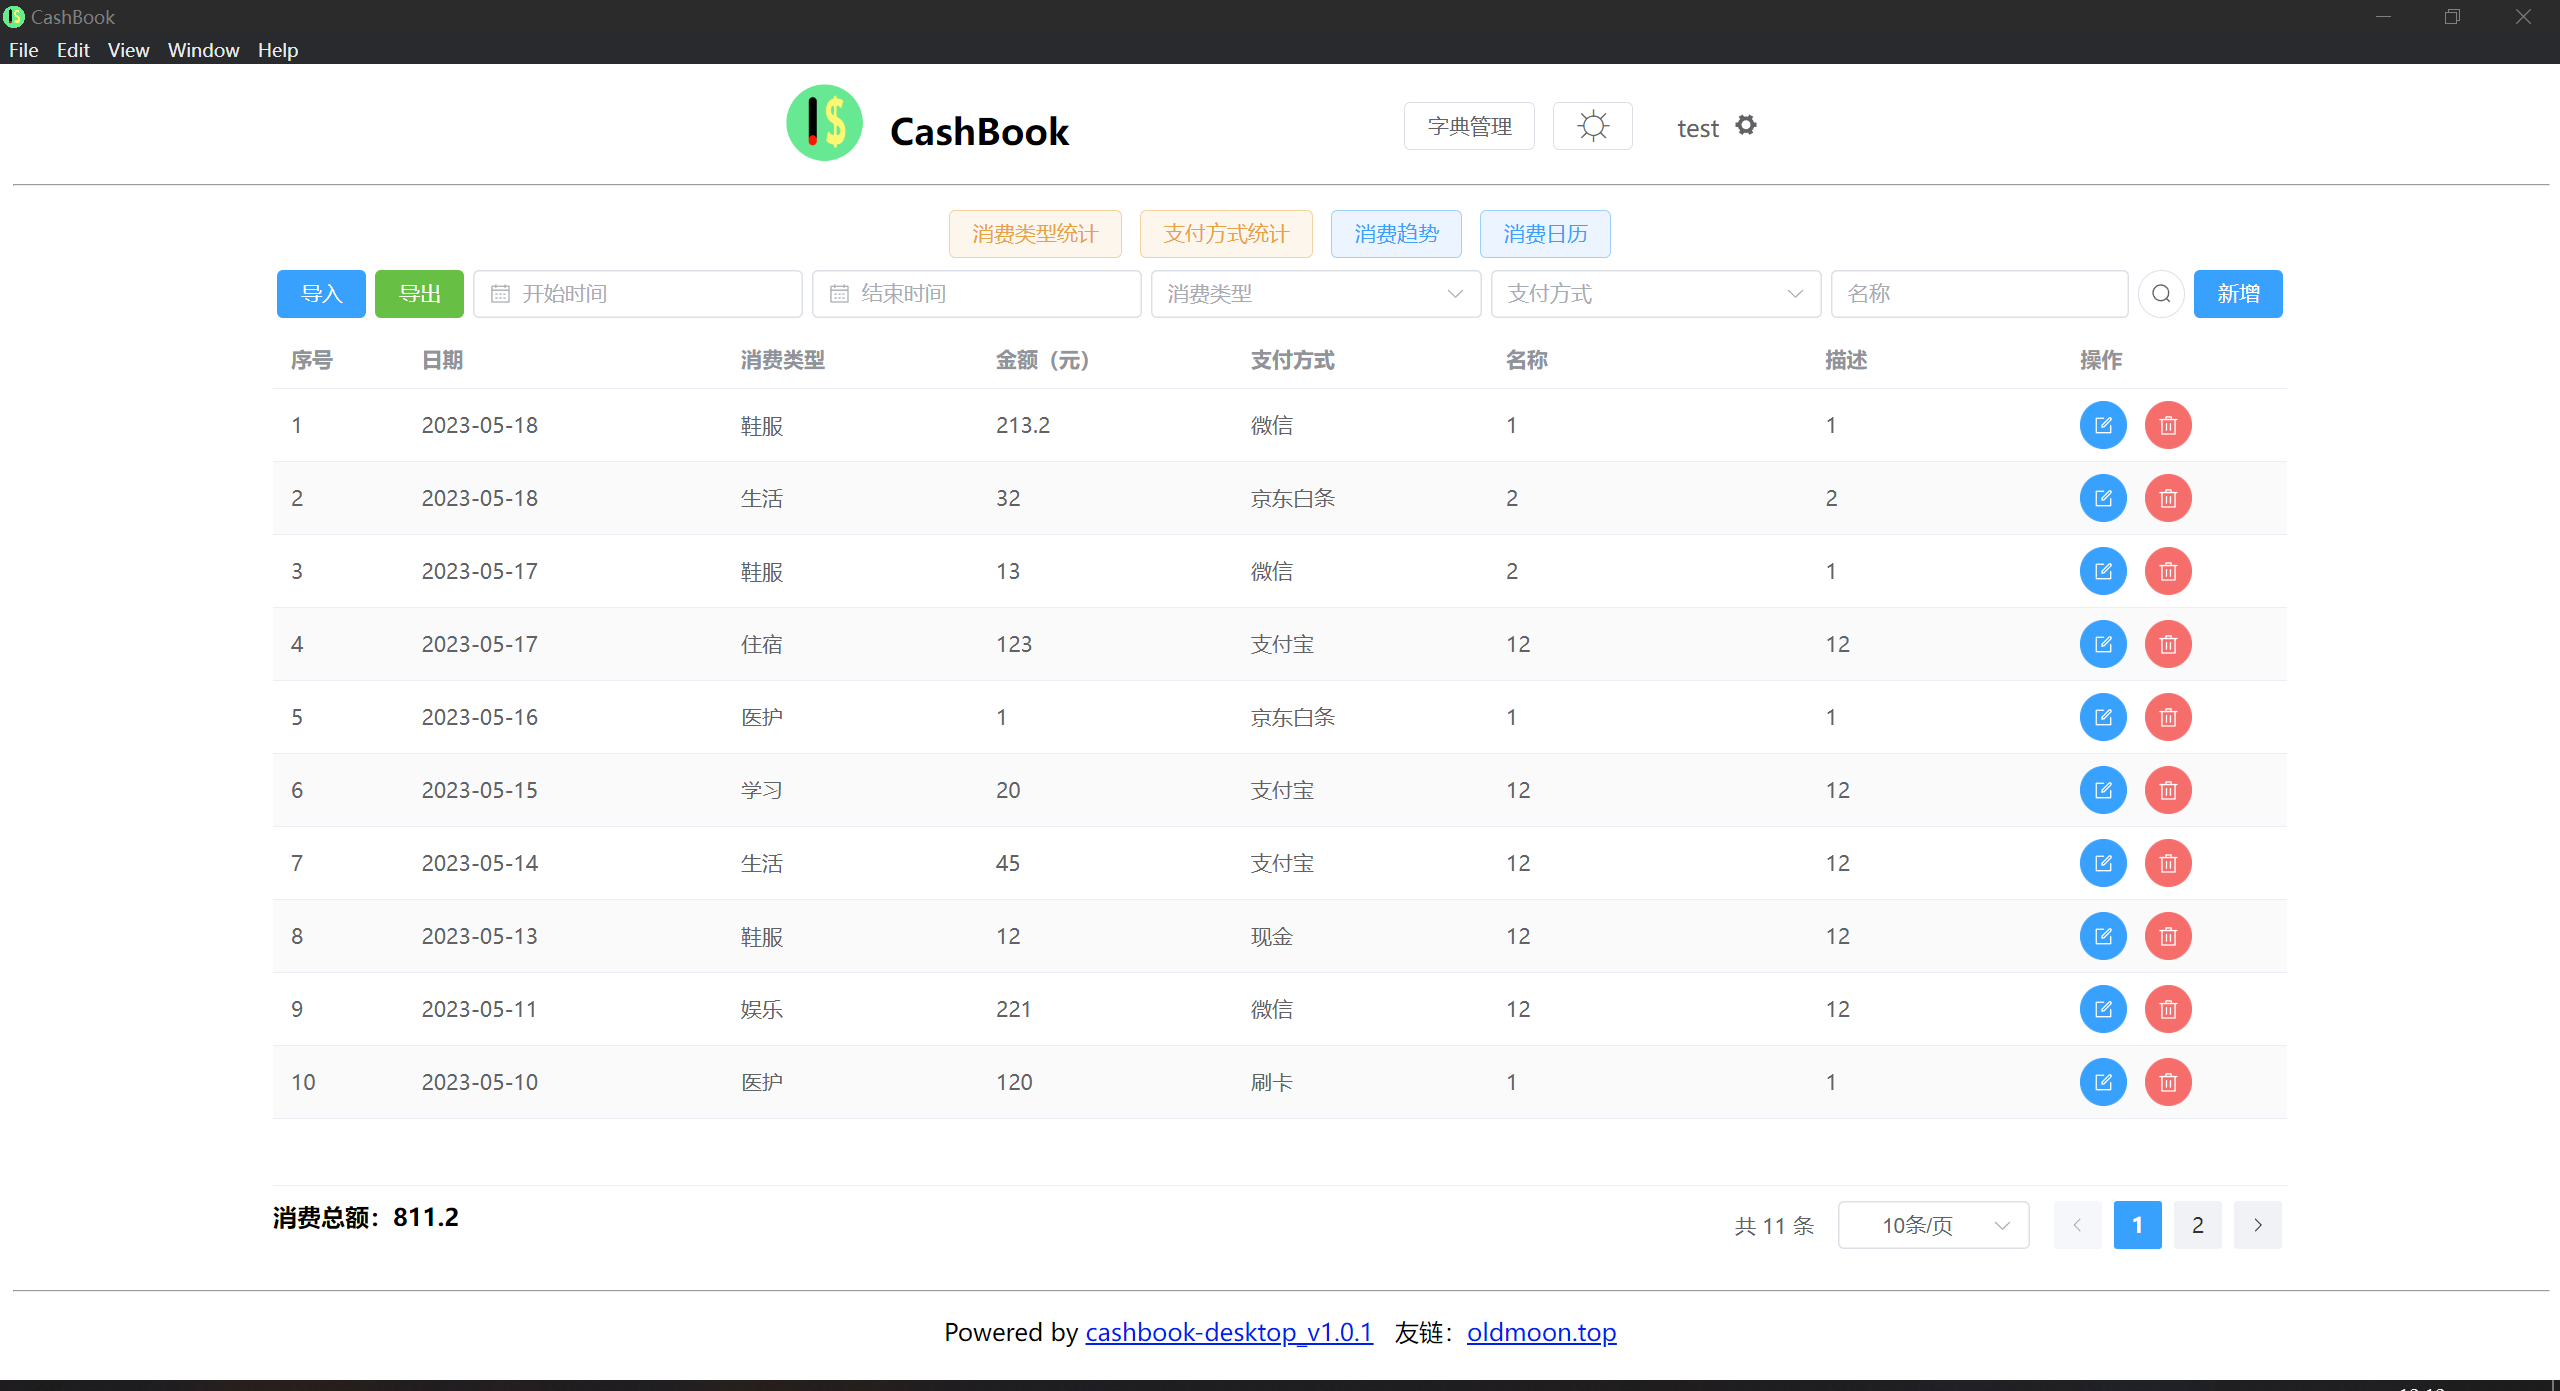 CashBook
File Edit View Window Help
CashBook 字典管理 test
消费类型统计 支付方式统计 消费趋势 消费日历
导入 导出 开始时间 结束时间 消费类型 支付方式 名称 新增
序号 日期 消费类型 金额（元） 支付方式 名称 描述 操作
1 2023-05-18 鞋服 213.2 微信 1 1
2 2023-05-18 生活 32 京东白条 2 2
3 2023-05-17 鞋服 13 微信 2 1
4 2023-05-17 住宿 123 支付宝 12 12
5 2023-05-16 医护 1 京东白条 1 1
6 2023-05-15 学习 20 支付宝 12 12
7 2023-05-14 生活 45 支付宝 12 12
8 2023-05-13 鞋服 12 现金 12 12
9 2023-05-11 娱乐 221 微信 12 12
10 2023-05-10 医护 120 刷卡 1 1
消费总额：811.2 共 11 条 10条/页 1 2
Powered by cashbook-desktop_v1.0.1 友链：oldmoon.top